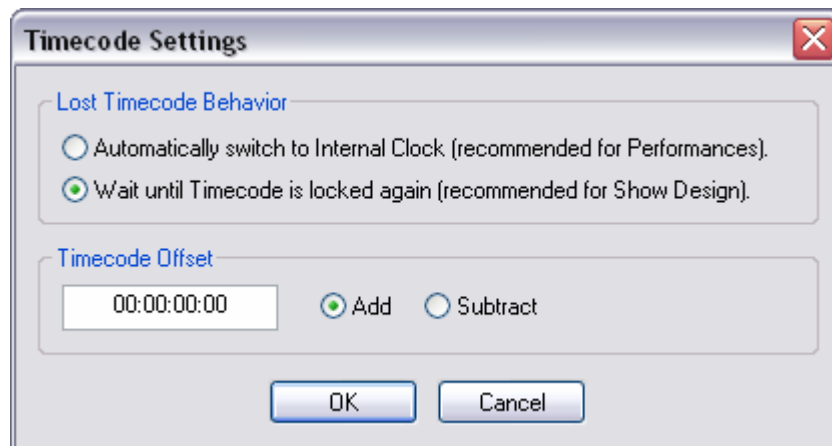 Timecode Settings
Lost Timecode Behavior
Automatically switch to Internal Clock (recommended for Performances).
Wait until Timecode is locked again (recommended for Show Design).
Timecode Offset
00:00:00:00 Add Subtract
OK Cancel